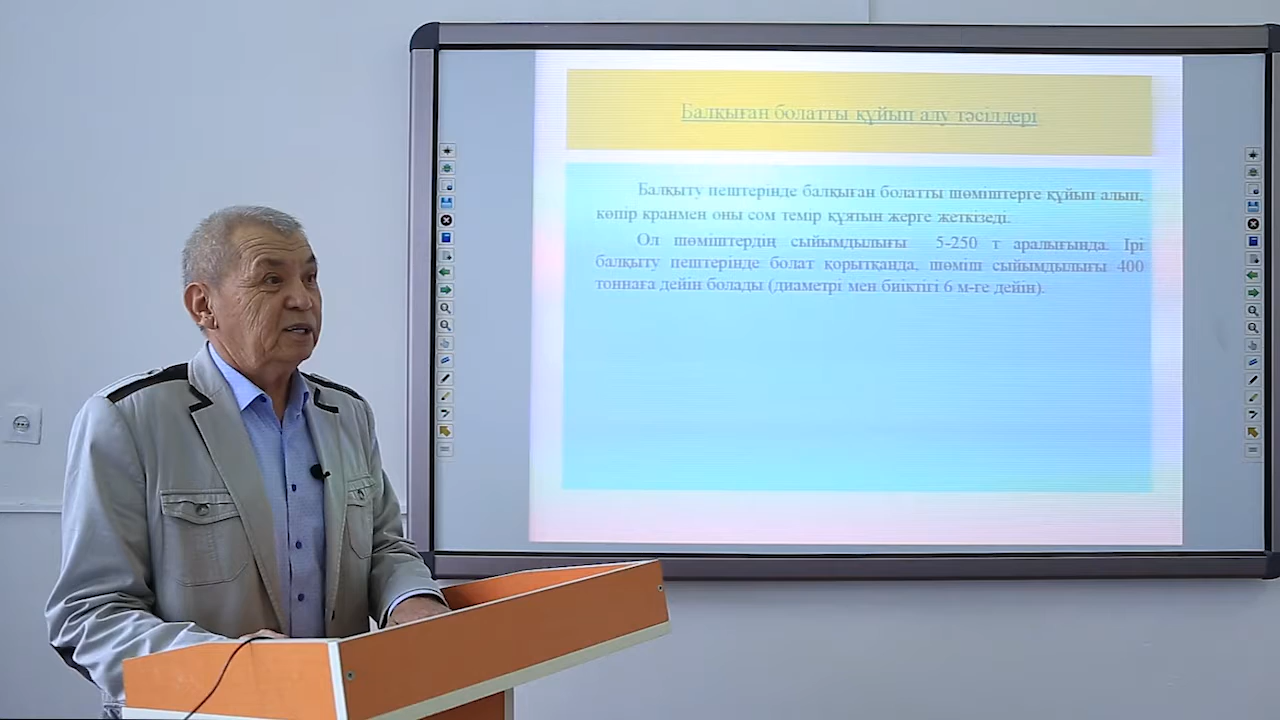 Балқыған болатты құйып алу тәсілдері
Балқыту пештерінде балқыған болатты шөміштерге құйып алып,
көпір кранмен оны сом темір құятын жерге жеткізеді.
Ол шөміштердің сыйымдылығы 5-250 т аралығында. Ірі
балқыту пештерінде болат қорытқанда, шөміш сыйымдылығы 400
тоннаға дейін болады (диаметрі мен биіктігі 6 м-ге дейін).